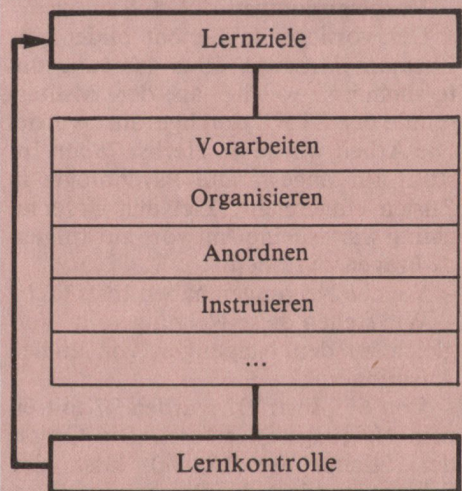 Lernziele
Vorarbeiten
Organisieren
Anordnen
Instruieren
...
Lernkontrolle